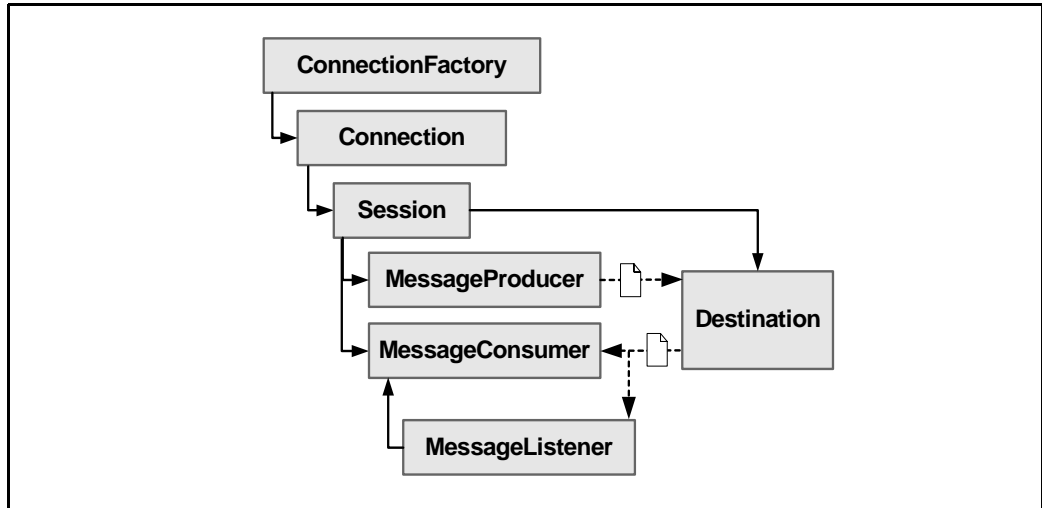 ConnectionFactory
Connection
Session
MessageProducer
Destination
MessageConsumer
MessageListener